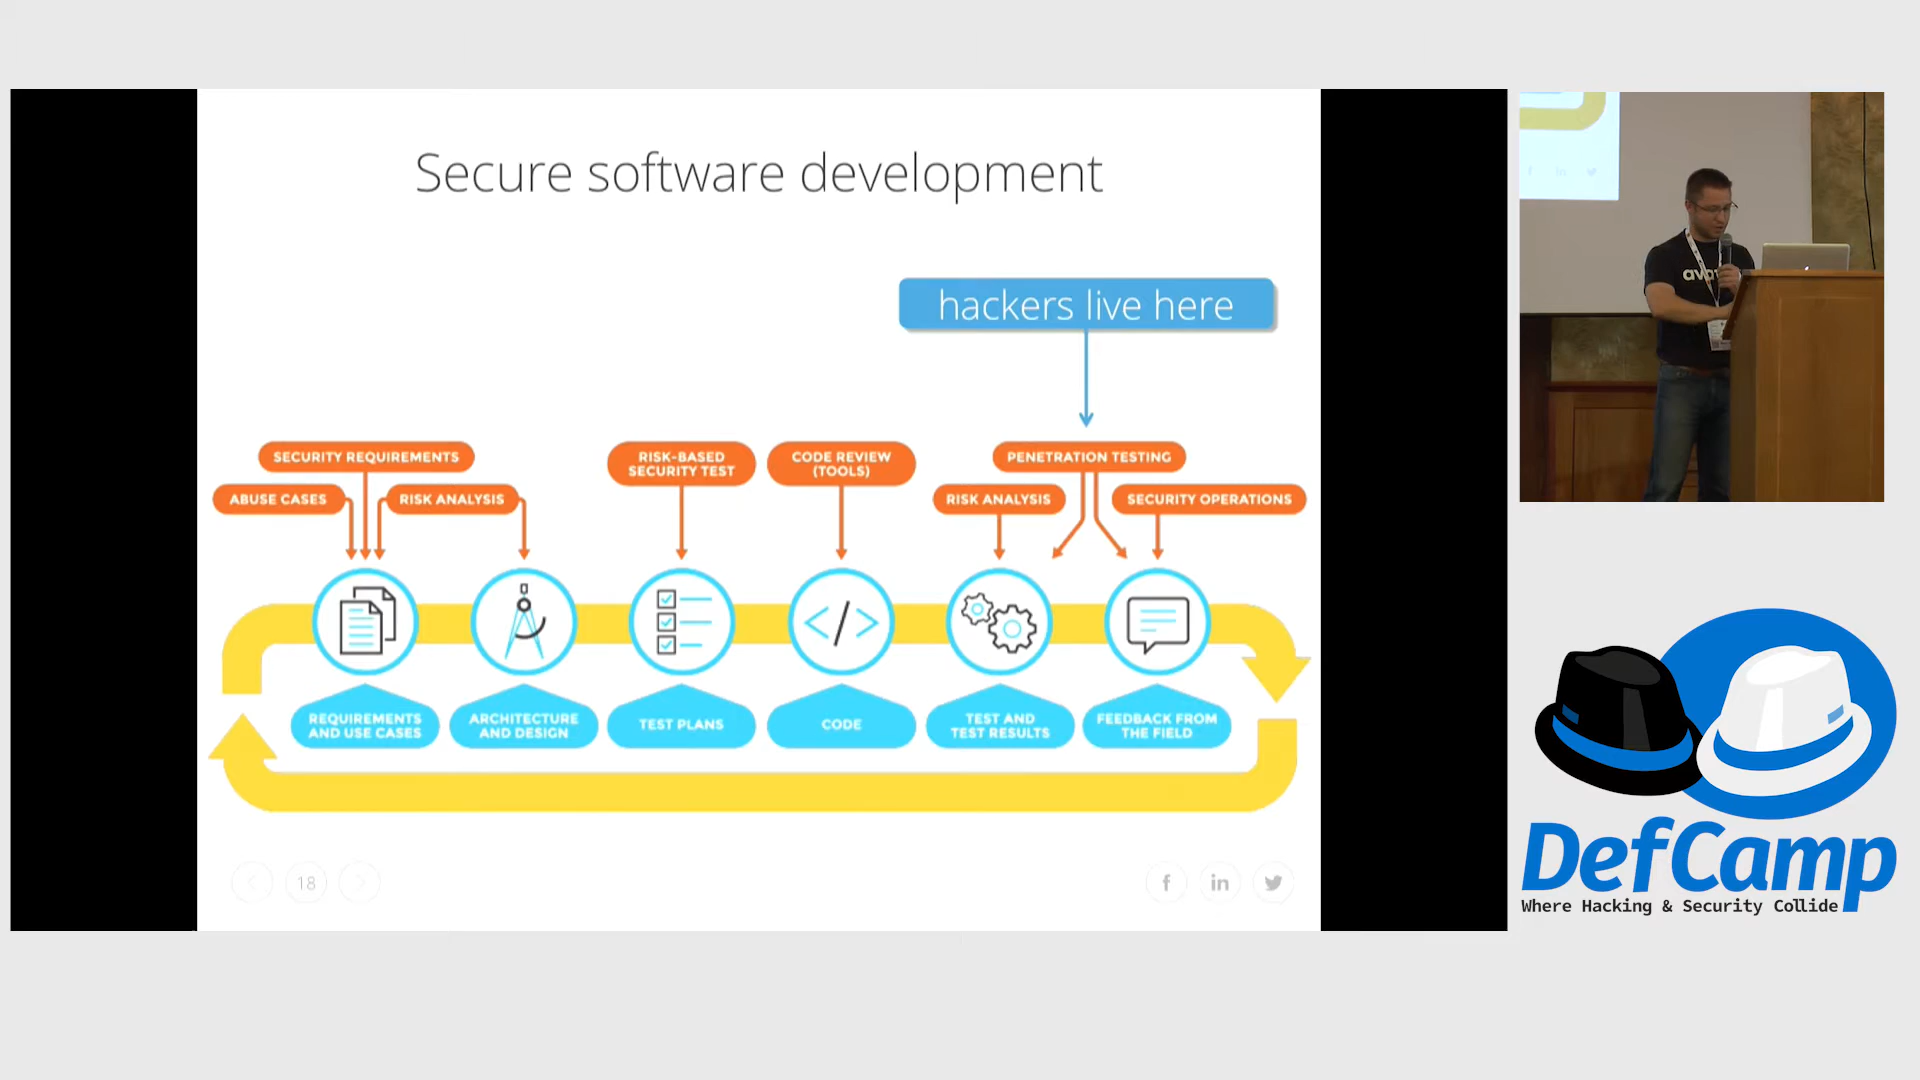 Secure software development
hackers live here
SECURITY REQUIREMENTS
ABUSE CASES
RISK ANALYSIS
RISK-BASED
SECURITY TEST
CODE REVIEW
(TOOLS)
PENETRATION TESTING
RISK ANALYSIS
SECURITY OPERATIONS
</>
REQUIREMENTS
AND USE CASES
ARCHITECTURE
AND DESIGN
TEST PLANS
CODE
TEST AND
TEST RESULTS
FEEDBACK FROM
THE FIELD
18
f
in
DefCamp
Where Hacking & Security Collide